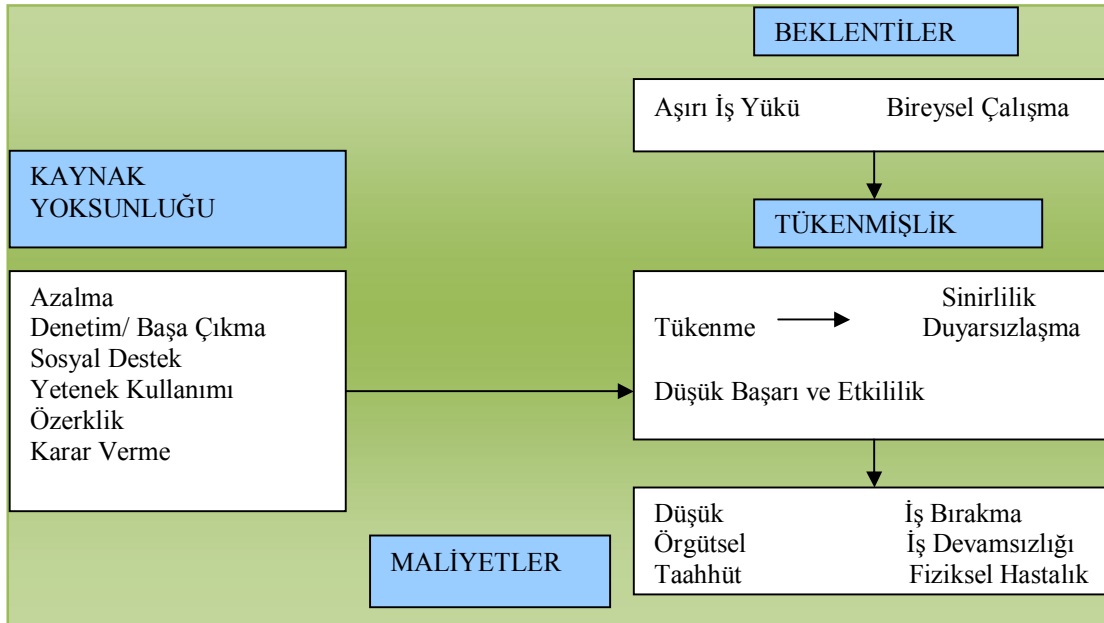 BEKLENTİLER
Aşırı İş Yükü Bireysel Çalışma
KAYNAK
YOKSUNLUĞU
TÜKENMİŞLİK
Azalma
Denetim/ Başa Çıkma
Sosyal Destek
Yetenek Kullanımı
Özerklik
Karar Verme
Sinirlilik
Tükenme Duyarsızlaşma
Düşük Başarı ve Etkililik
MALİYETLER
Düşük İş Bırakma
Örgütsel İş Devamsızlığı
Taahhüt Fiziksel Hastalık